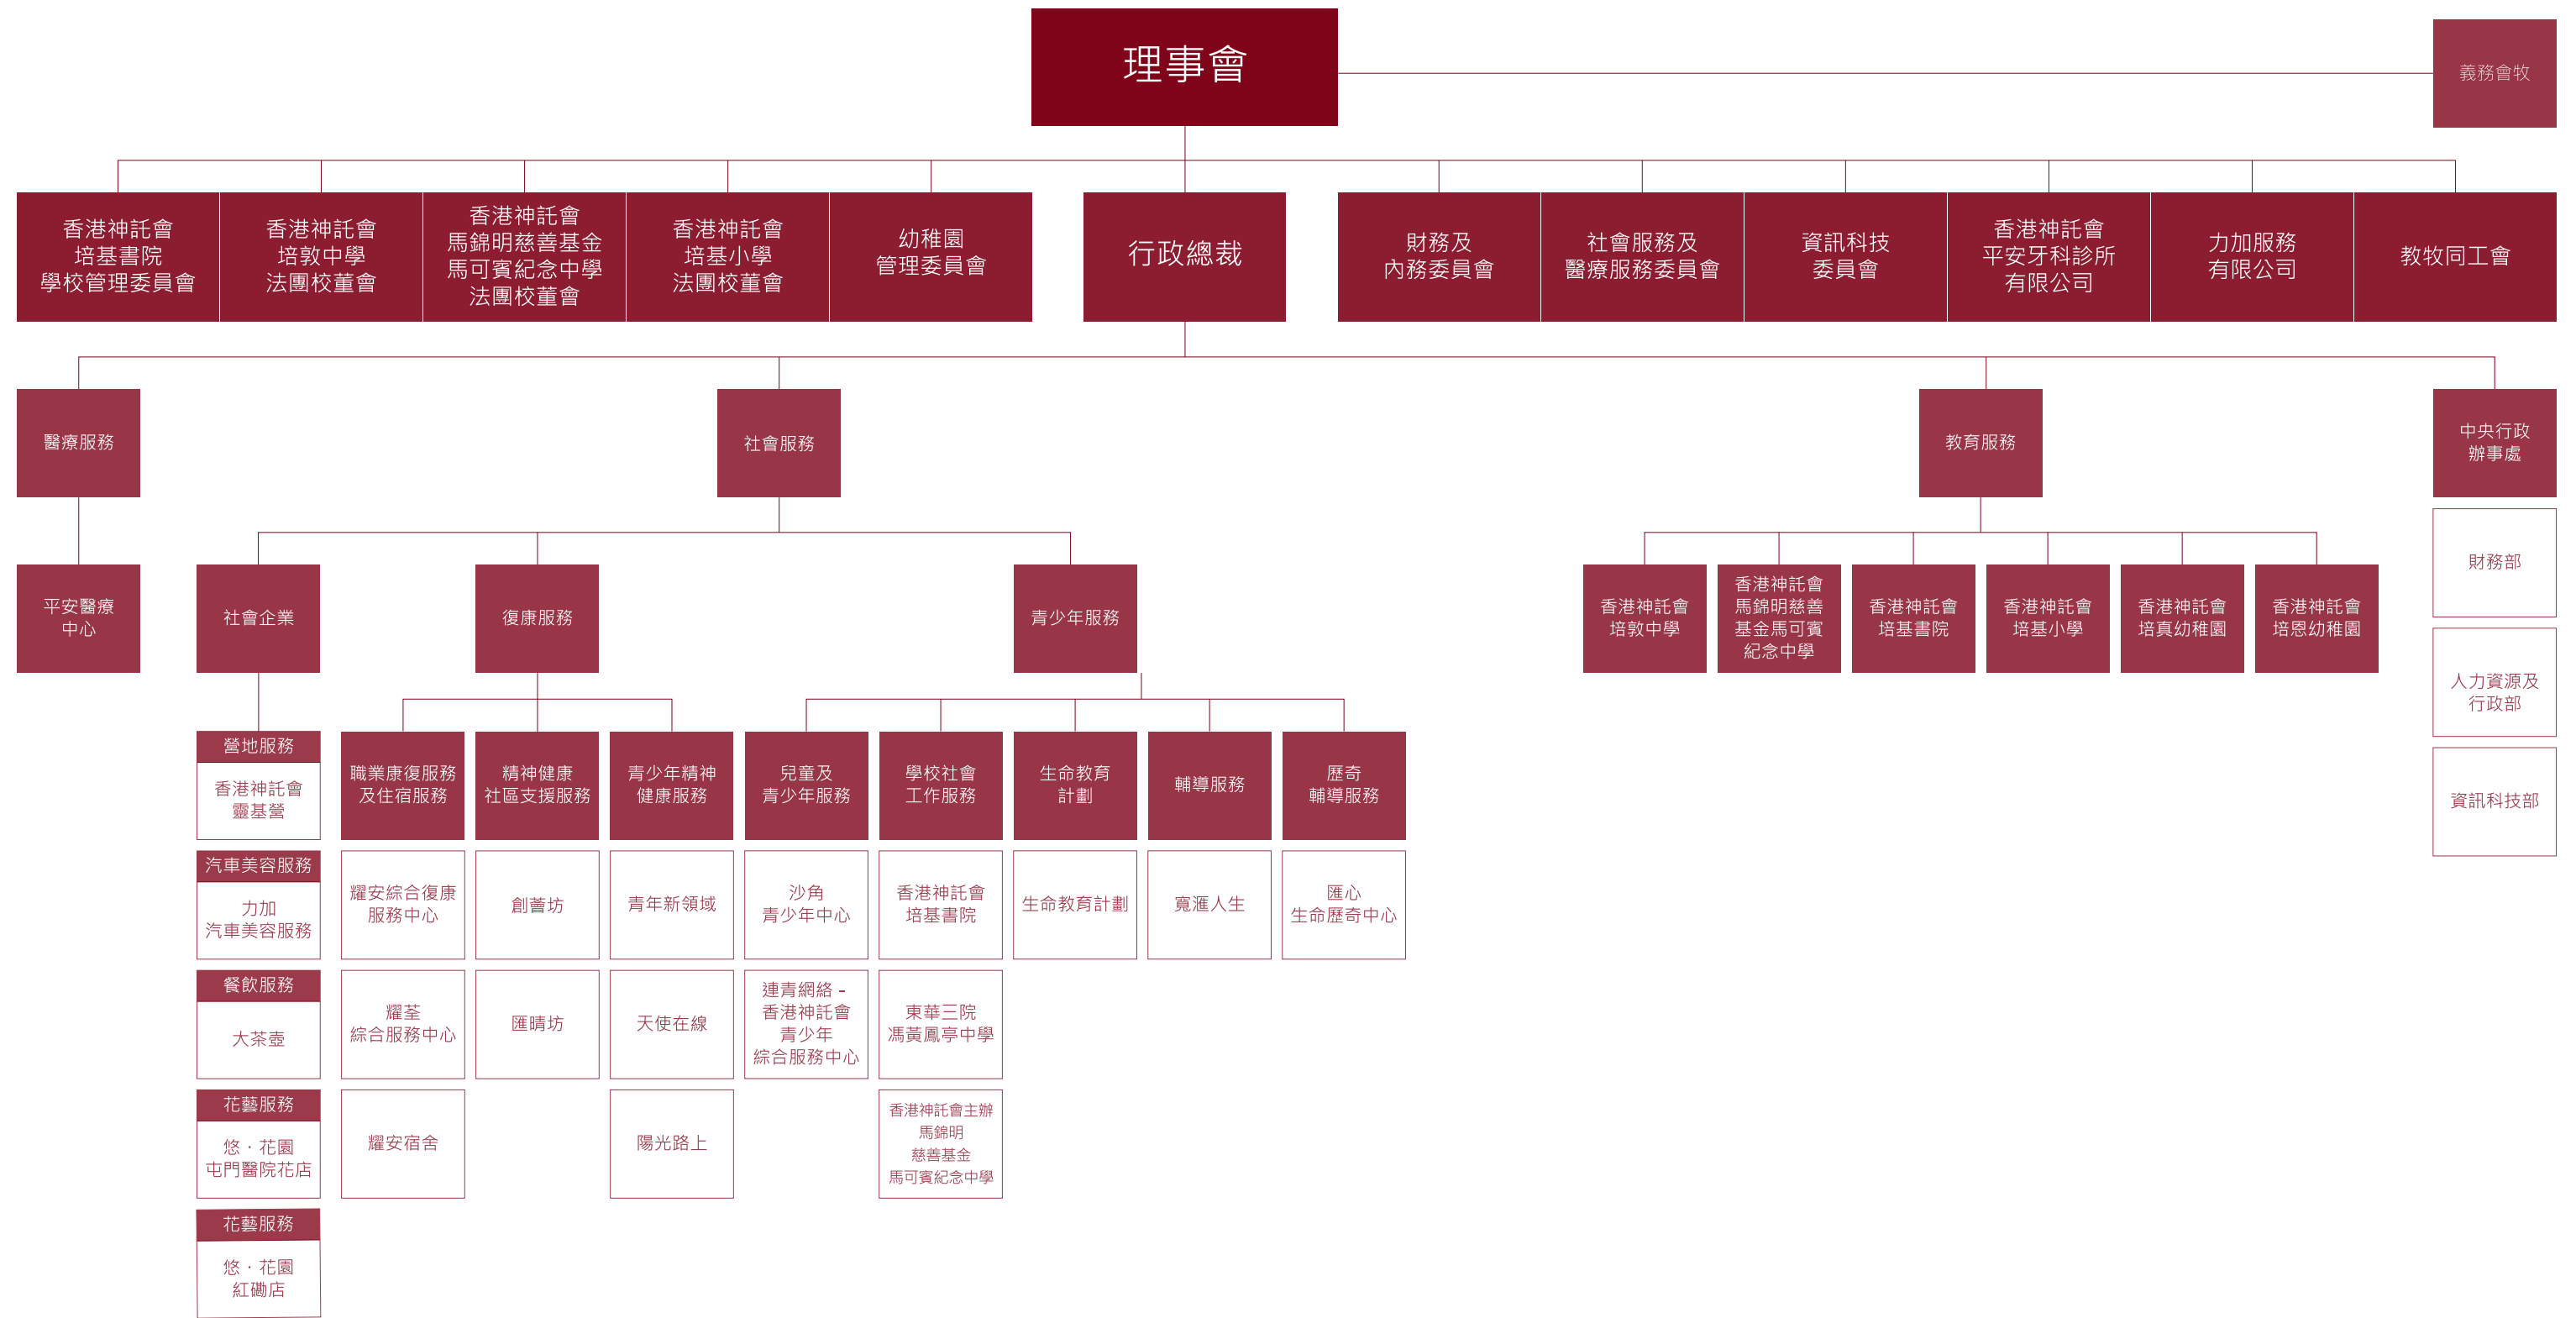 理事會
義務會牧
香港神託會
培基書院
學校管理委員會
香港神託會
培敦中學
法團校董會
香港神託會
馬錦明慈善基金
馬可賓紀念中學
法團校董會
香港神託會
培基小學
法團校董會
幼稚園
管理委員會
行政總裁
財務及
內務委員會
社會服務及
醫療服務委員會
資訊科技
委員會
香港神託會
平安牙科診所
有限公司
力加服務
有限公司
教牧同工會
醫療服務
社會服務
教育服務
中央行政
辦事處
平安醫療
中心
社會企業
復康服務
青少年服務
香港神託會
培敦中學
香港神託會
馬錦明慈善
基金馬可賓
紀念中學
香港神託會
培基書院
香港神託會
培基小學
香港神託會
培真幼稚園
香港神託會
培恩幼稚園
財務部
人力資源及
行政部
資訊科技部
營地服務
香港神託會
靈基營
汽車美容服務
力加
汽車美容服務
餐飲服務
大茶壺
花藝服務
悠．花園
屯門醫院花店
花藝服務
悠．花園
紅磡店
職業康復服務
及住宿服務
耀安綜合復康
服務中心
耀荃
綜合服務中心
耀安宿舍
精神健康
社區支援服務
創薈坊
匯晴坊
青少年精神
健康服務
青年新領域
天使在線
陽光路上
兒童及
青少年服務
沙角
青少年中心
連青網絡 -
香港神託會
青少年
綜合服務中心
學校社會
工作服務
香港神託會
培基書院
東華三院
馮黃鳳亭中學
香港神託會主辦
馬錦明
慈善基金
馬可賓紀念中學
生命教育
計劃
生命教育計劃
輔導服務
寬滙人生
歷奇
輔導服務
匯心
生命歷奇中心